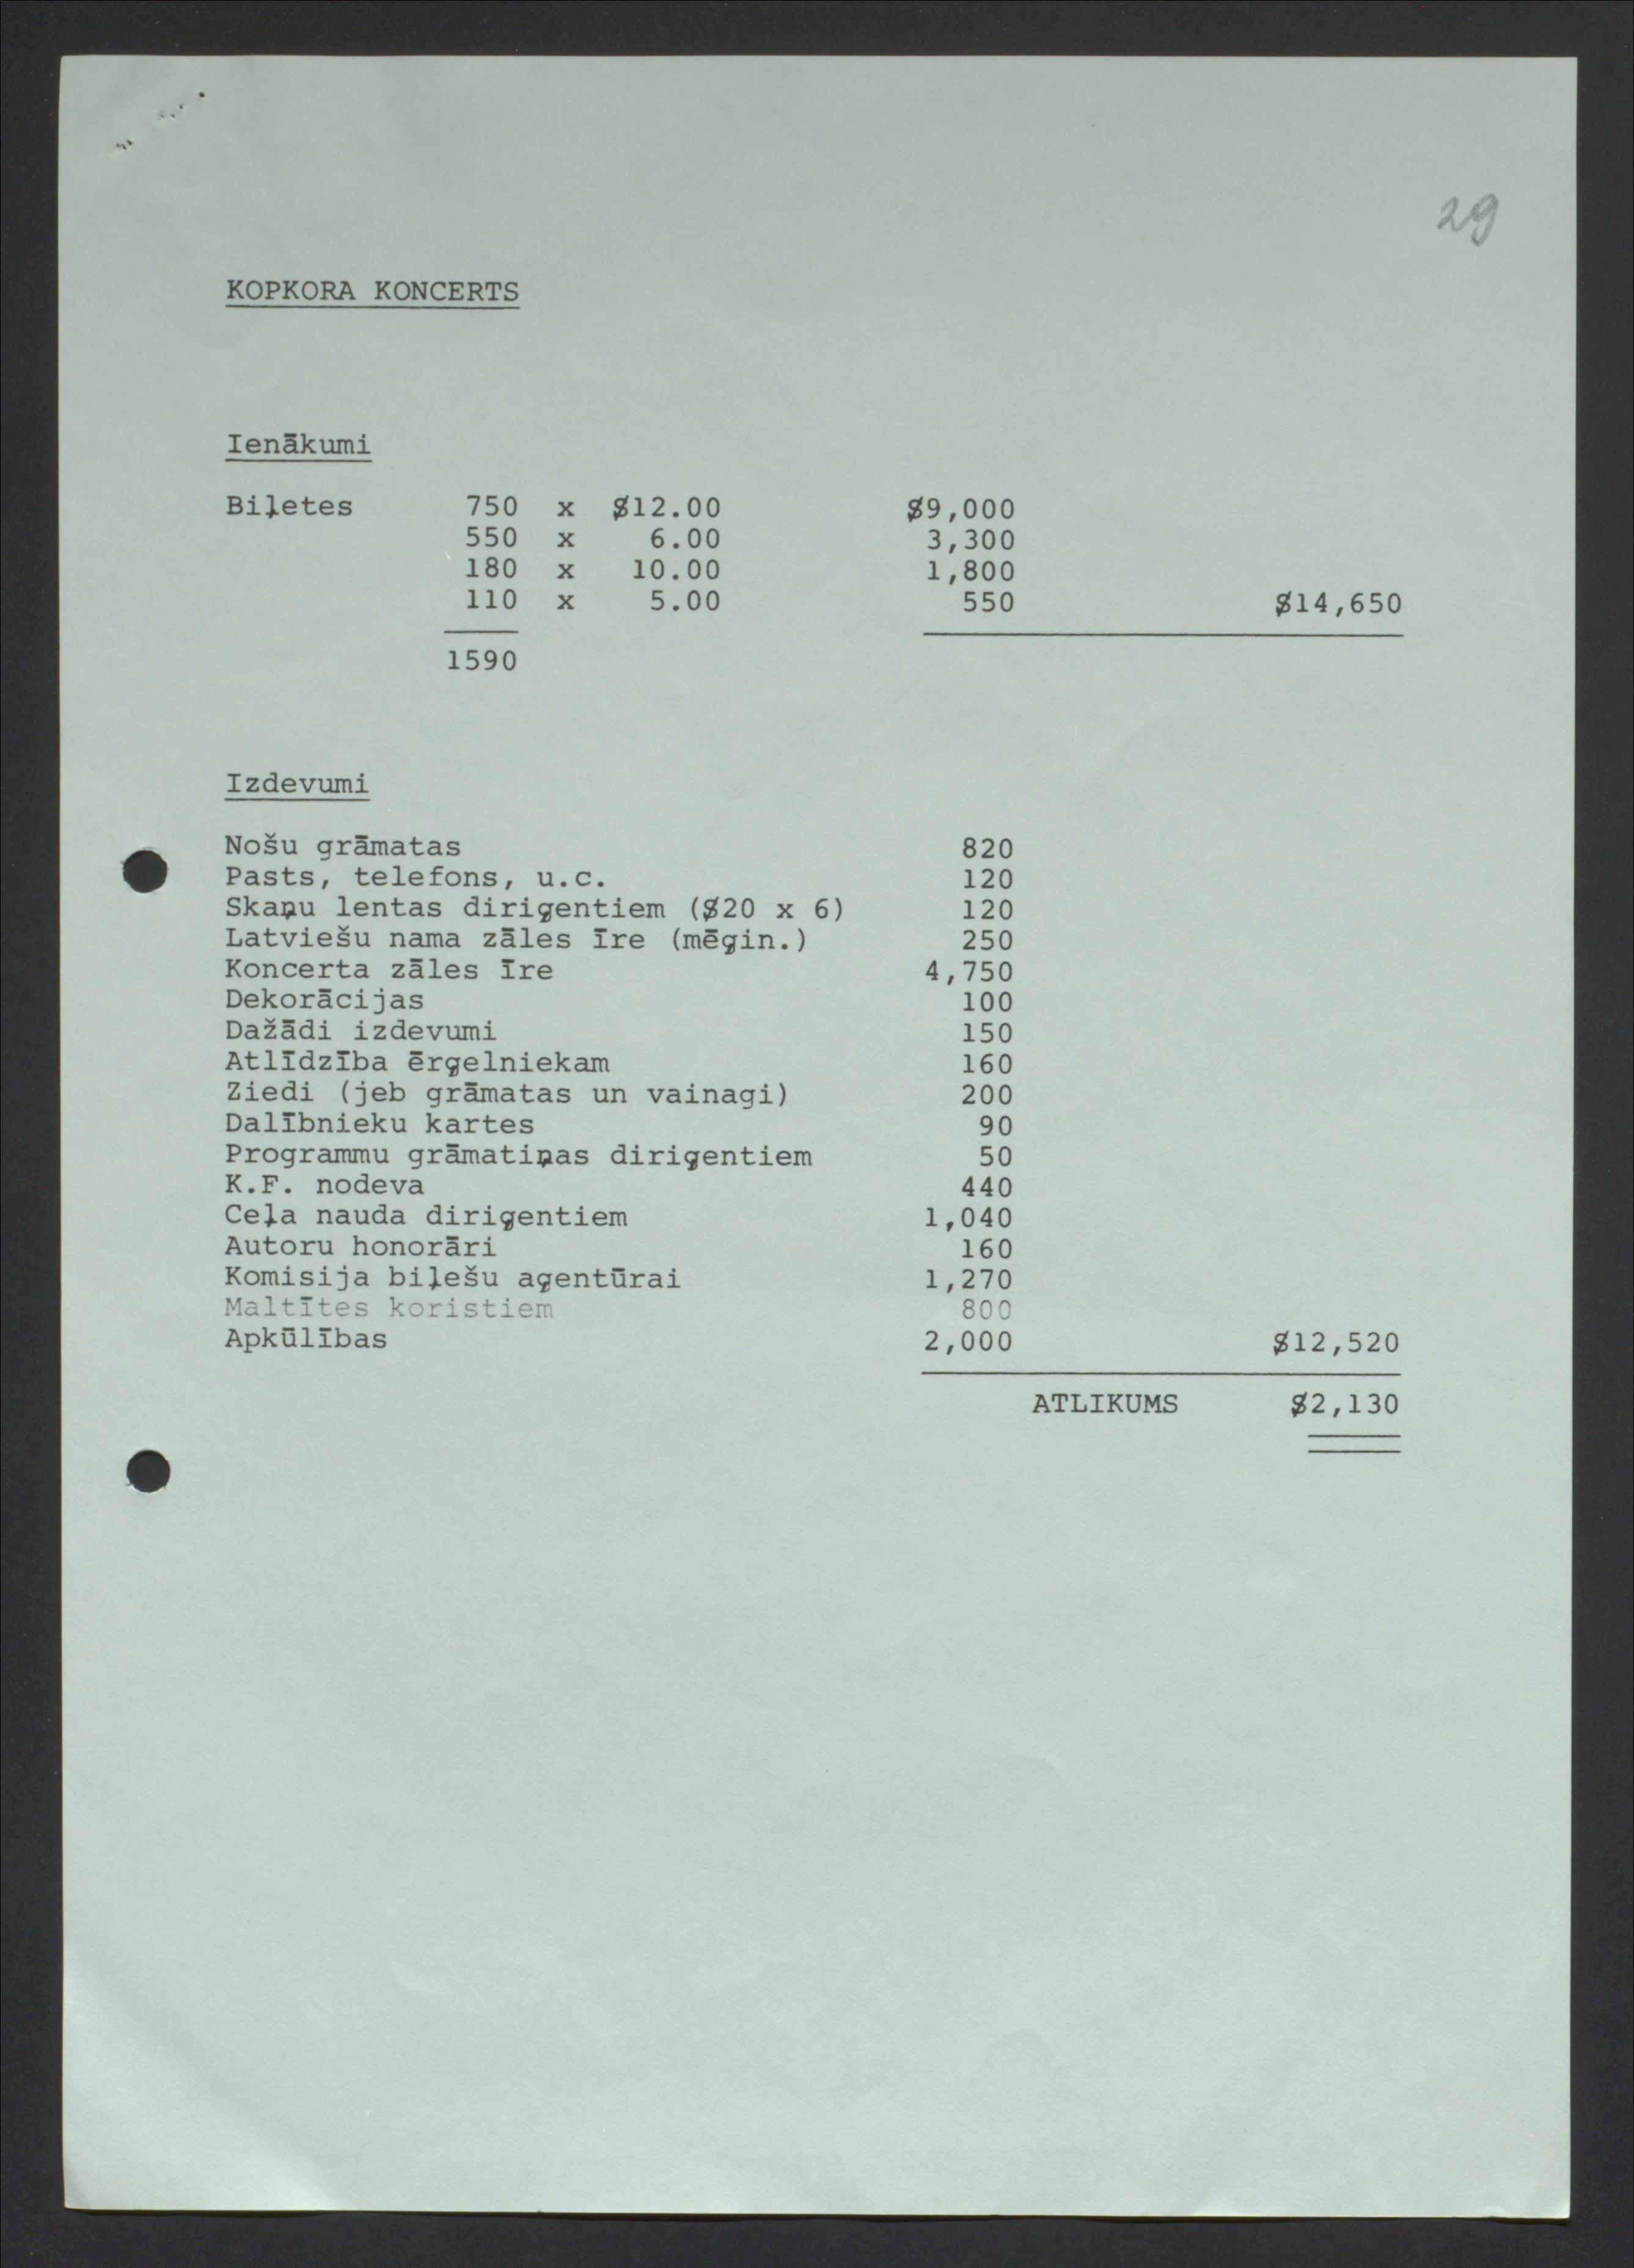 29
KOPKORA KONCERTS
Ienākumi
Biļetes 750 x $12.00 $9,000
550 x 6.00 3,300
180 x 10.00 1,800
110 x 5.00 550 $14,650
1590
Izdevumi
Nošu grāmatas 820
Pasts, telefons, u.c. 120
Skaņu lentas diriģentiem ($20 x 6) 120
Latviešu nama zāles īre (mēģin.) 250
Koncerta zāles īre 4,750
Dekorācijas 100
Dažādi izdevumi 150
Atlīdzība ērģelniekam 160
Ziedi (jeb grāmatas un vainagi) 200
Dalībnieku kartes 90
Programmu grāmatiņas diriģentiem 50
K.F. nodeva 440
Ceļa nauda diriģentiem 1,040
Autoru honorāri 160
Komisija biļešu aģentūrai 1,270
Maltītes koristiem 800
Apkūlības 2,000 $12,520
ATLIKUMS $2,130